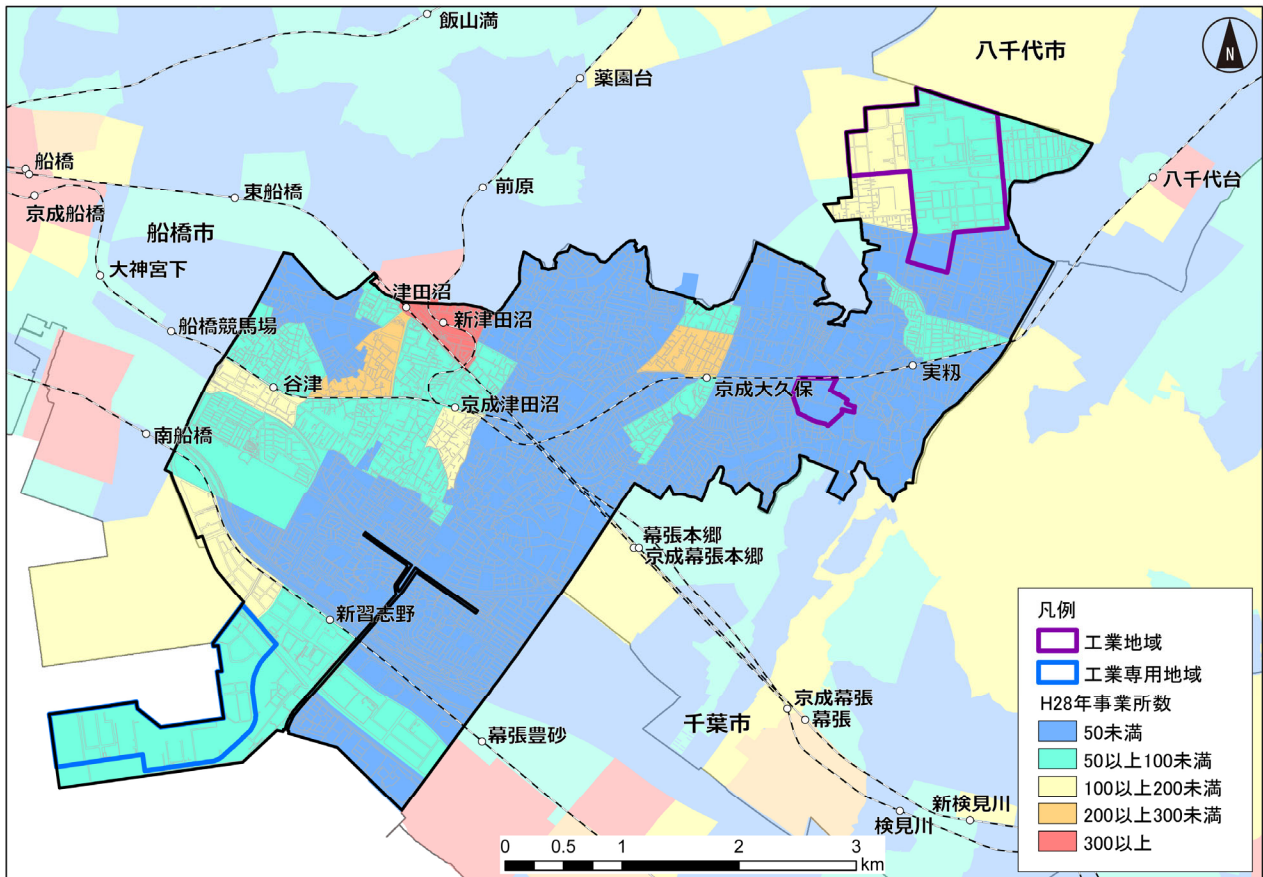 飯山満
八千代市
N
薬園台
船橋
東船橋
前原
八千代台
京成船橋
船橋市
大神宮下
津田沼
新津田沼
船橋競馬場
谷津
京成津田沼
京成大久保
実籾
南船橋
幕張本郷
京成幕張本郷
新習志野
京成幕張
幕張
千葉市
幕張豊砂
新検見川
検見川
凡例
工業地域
工業専用地域
H28年事業所数
50未満
50以上100未満
100以上200未満
200以上300未満
300以上
0 0.5 1 2 3
km